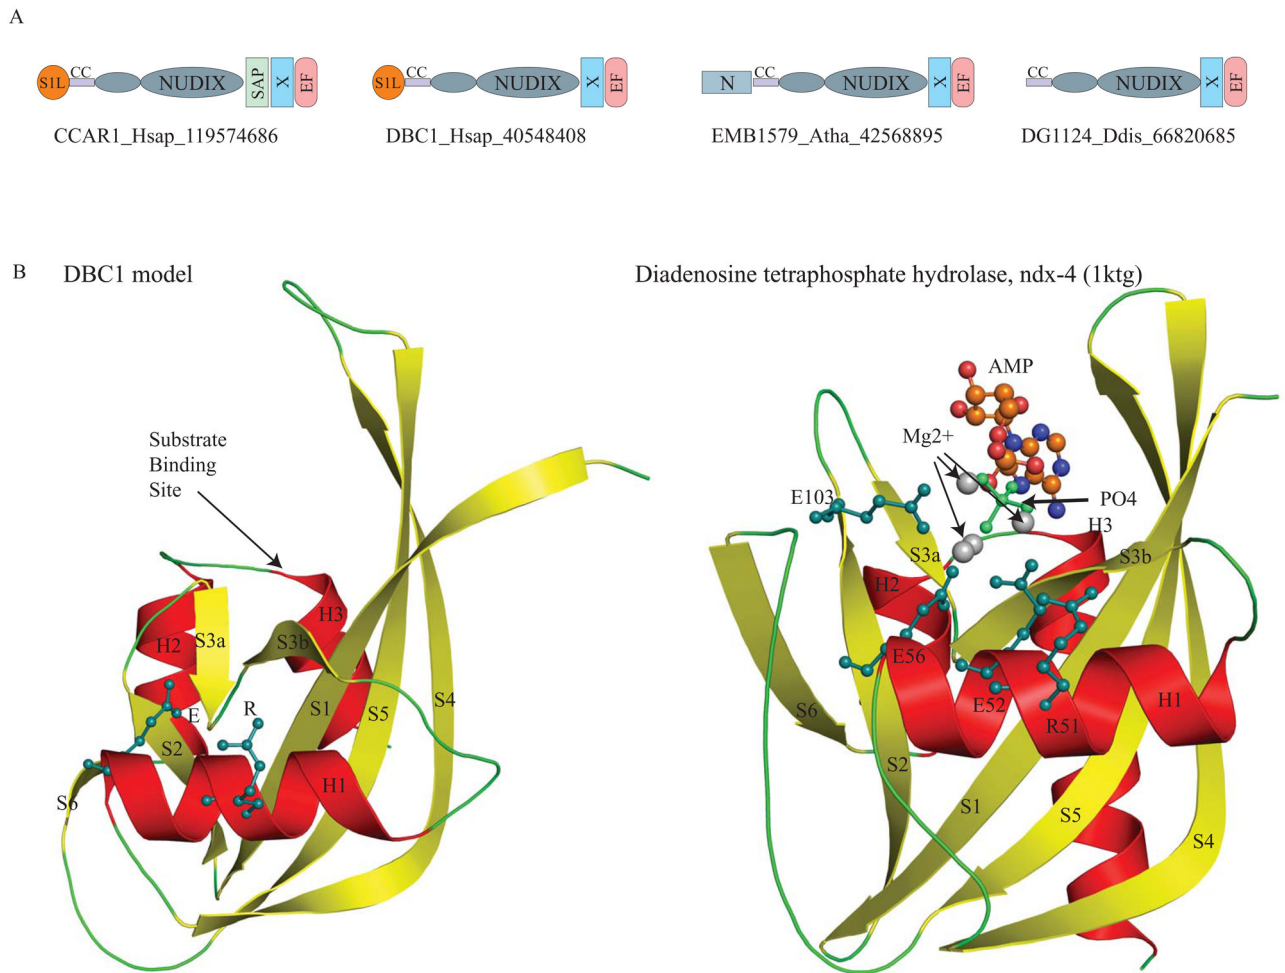 A
S1L CC NUDIX SAP X EF
CCAR1_Hsap_119574686
S1L CC NUDIX X EF
DBC1_Hsap_40548408
N CC NUDIX X EF
EMB1579_Atha_42568895
CC NUDIX X EF
DG1124_Ddis_66820685
B
DBC1 model
Substrate
Binding
Site
H2
S3a
S3b
H3
E
R
S2
S1
S5
S4
S6
H1
Diadenosine tetraphosphate hydrolase, ndx-4 (1ktg)
AMP
Mg2+
E103
PO4
H3
S3a
S3b
H2
E56
E52
R51
H1
S6
S2
S1
S5
S4